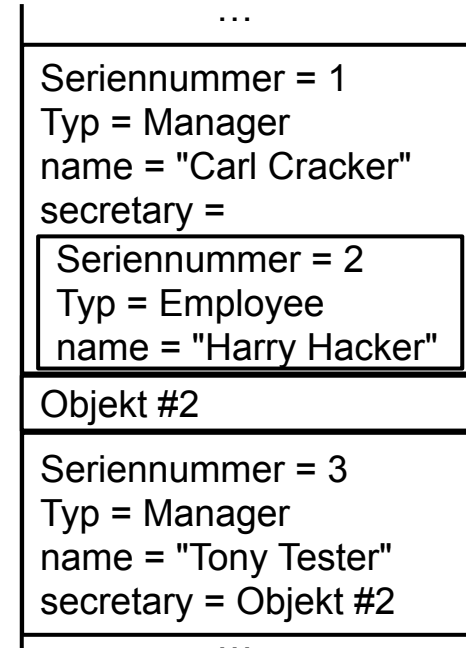 ...
Seriennummer = 1
Typ = Manager
name = "Carl Cracker"
secretary =
Seriennummer = 2
Typ = Employee
name = "Harry Hacker"
Objekt #2
Seriennummer = 3
Typ = Manager
name = "Tony Tester"
secretary = Objekt #2
...